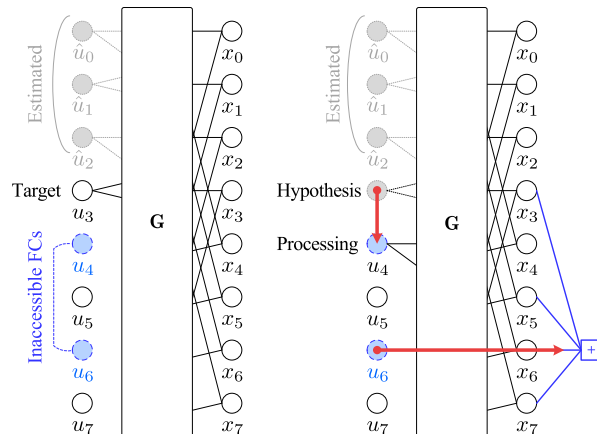 Estimated
û₀
û₁
û₂
Target
u₃
Inaccessible FCs
u₄
u₅
u₆
u₇
G
x₀
x₁
x₂
x₃
x₄
x₅
x₆
x₇
Estimated
û₀
û₁
û₂
Hypothesis
Processing
u₄
u₅
u₆
u₇
G
x₀
x₁
x₂
x₃
x₄
x₅
x₆
x₇
+